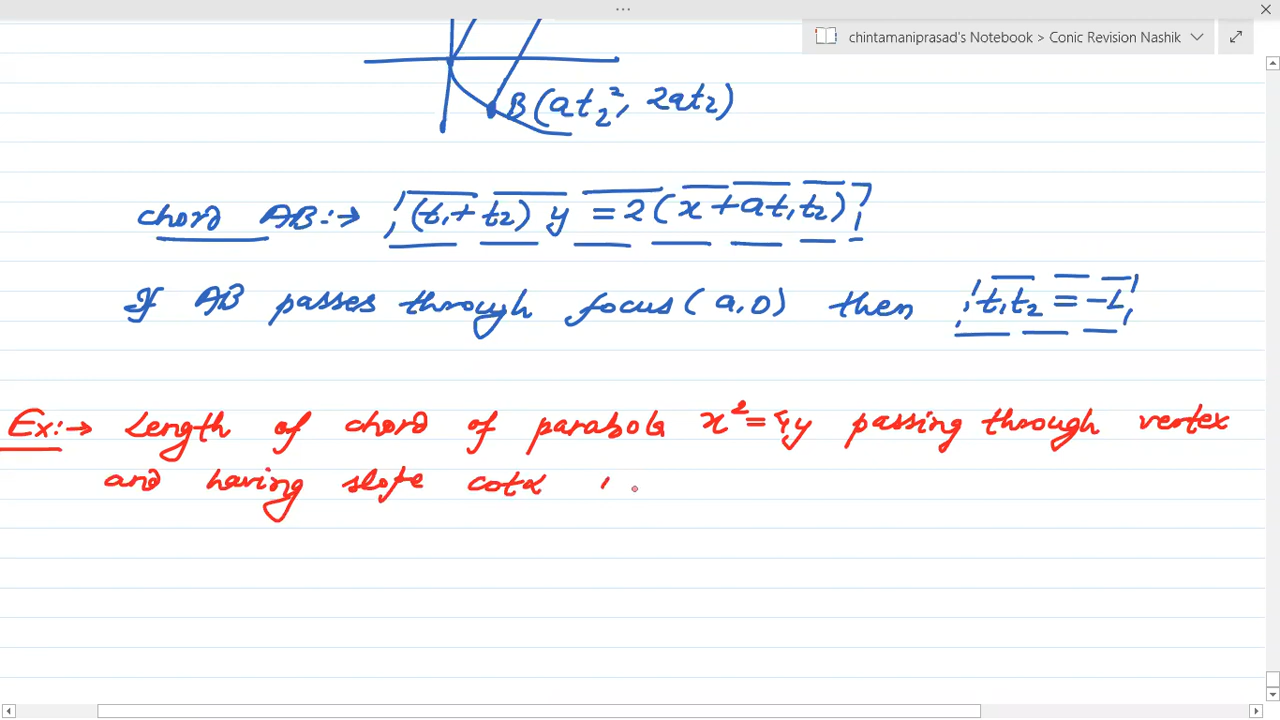 ...
chintamaniprasad's Notebook > Conic Revision Nashik
B(at₂², 2at₂)
chord AB:→ (t₁+t₂)y = 2(x+at₁t₂)
If AB passes through focus(a,0) then t₁t₂ = -1
Ex:→ Length of chord of parabola x²=4y passing through vertex
and having slope cotα